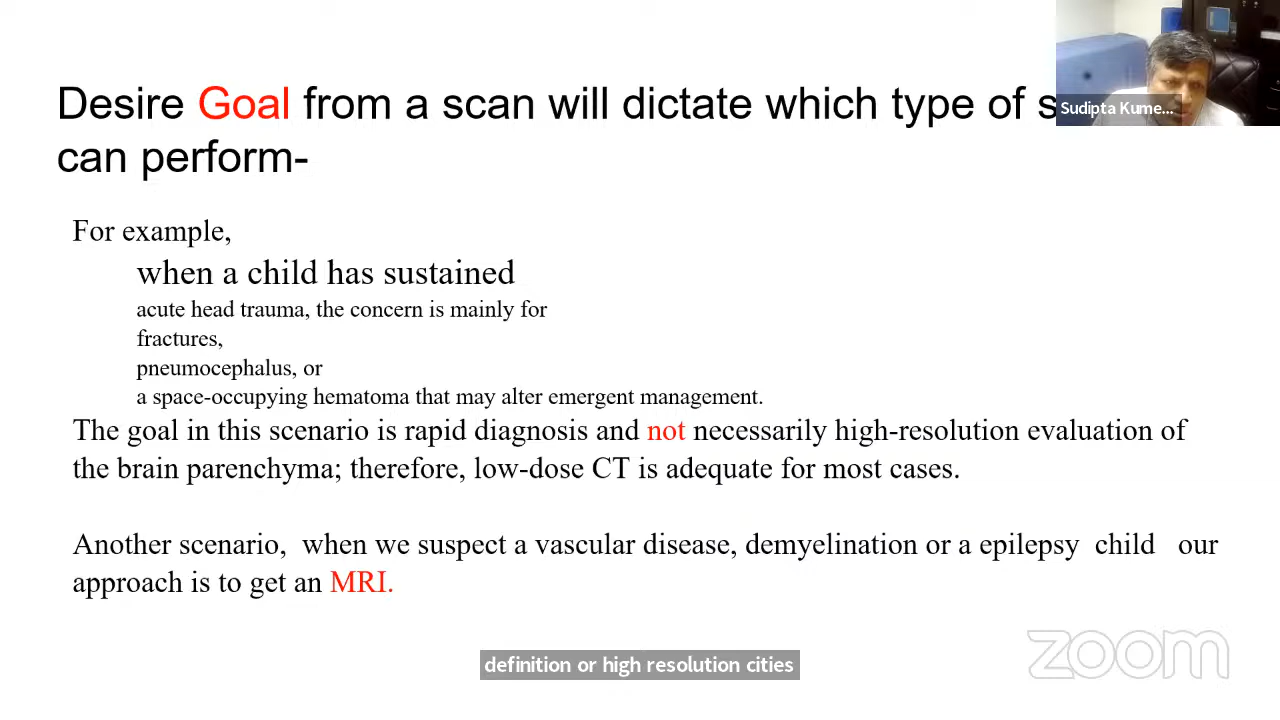 Desire Goal from a scan will dictate which type of s
can perform-
Sudipta Kume...
For example,
when a child has sustained
acute head trauma, the concern is mainly for
fractures,
pneumocephalus, or
a space-occupying hematoma that may alter emergent management.
The goal in this scenario is rapid diagnosis and not necessarily high-resolution evaluation of
the brain parenchyma; therefore, low-dose CT is adequate for most cases.
Another scenario, when we suspect a vascular disease, demyelination or a epilepsy child our
approach is to get an MRI.
zoom
definition or high resolution cities